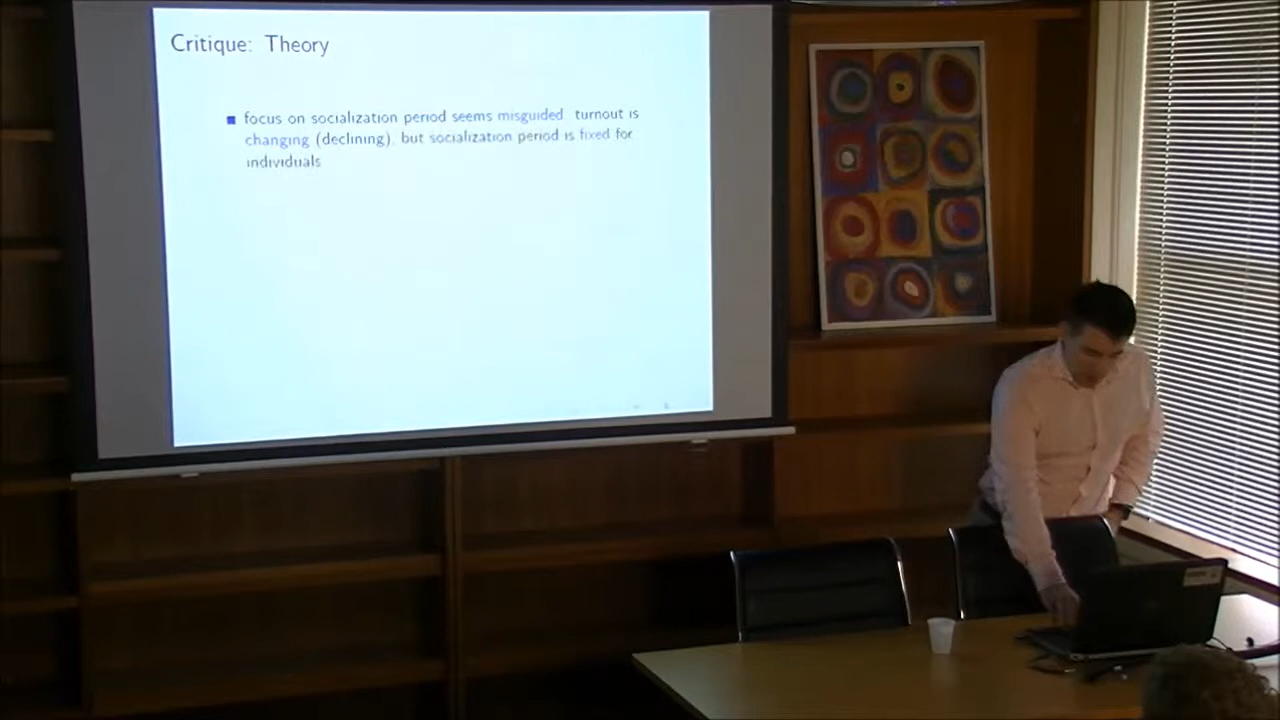 Critique: Theory
focus on socialization period seems misguided turnout is
changing (declining), but socialization period is fixed for
individuals